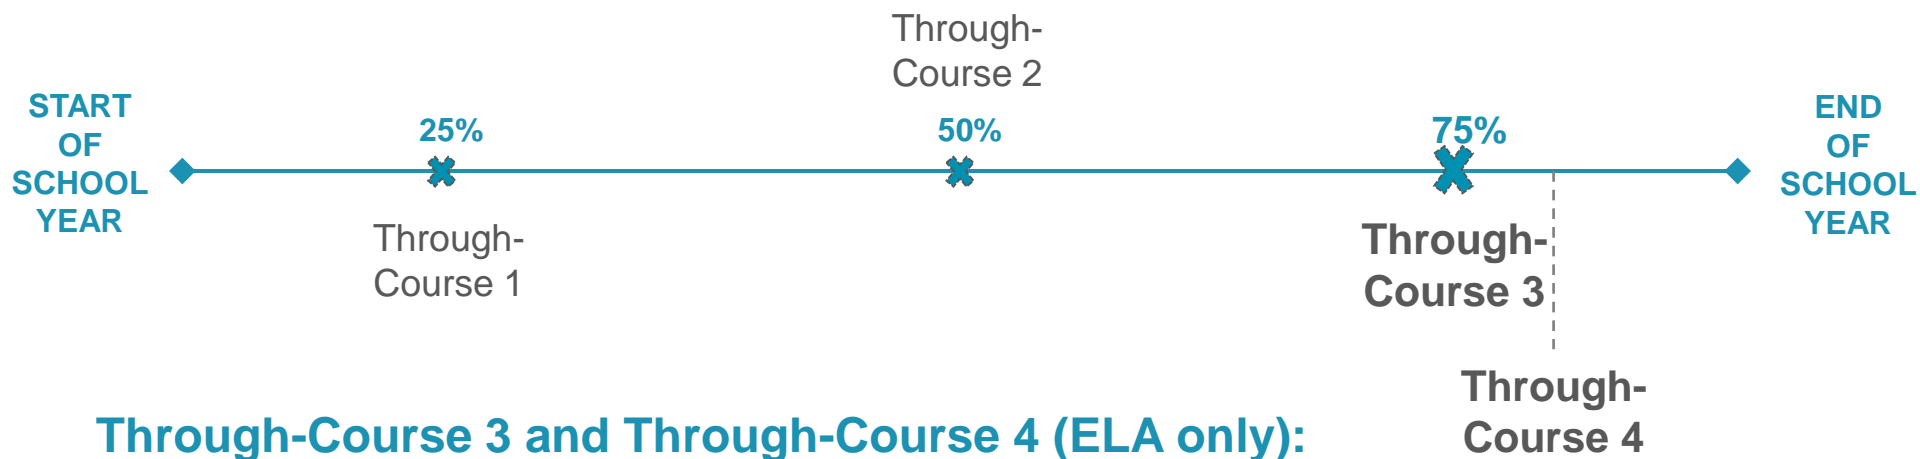 START
OF
SCHOOL
YEAR
25%
Through-
Course 1
Through-
Course 2
50%
75%
Through-
Course 3
Through-
Course 4
END
OF
SCHOOL
YEAR
Through-Course 3 and Through-Course 4 (ELA only):